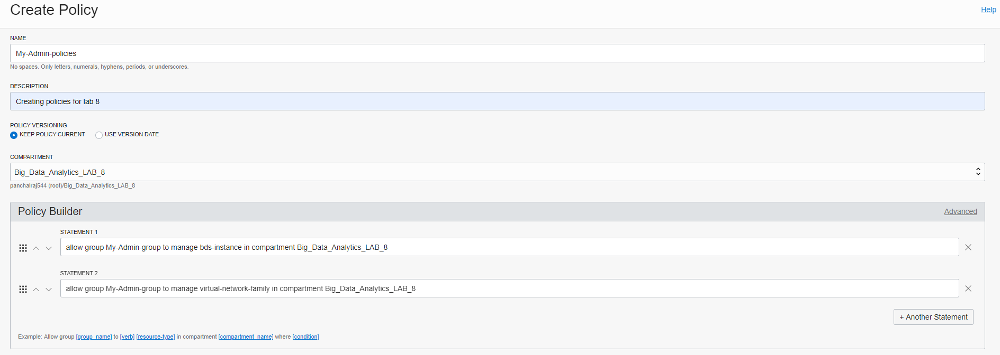 Create Policy
Help
NAME
My-Admin-policies
No spaces. Only letters, numerals, hyphens, periods, or underscores.
DESCRIPTION
Creating policies for lab 8
POLICY VERSIONING
KEEP POLICY CURRENT USE VERSION DATE
COMPARTMENT
Big_Data_Analytics_LAB_8
panchalraj544 (root)/Big_Data_Analytics_LAB_8
Policy Builder
Advanced
STATEMENT 1
allow group My-Admin-group to manage bds-instance in compartment Big_Data_Analytics_LAB_8
STATEMENT 2
allow group My-Admin-group to manage virtual-network-family in compartment Big_Data_Analytics_LAB_8
+ Another Statement
Example: Allow group [group_name] to [verb] [resource-type] in compartment [compartment_name] where [condition]